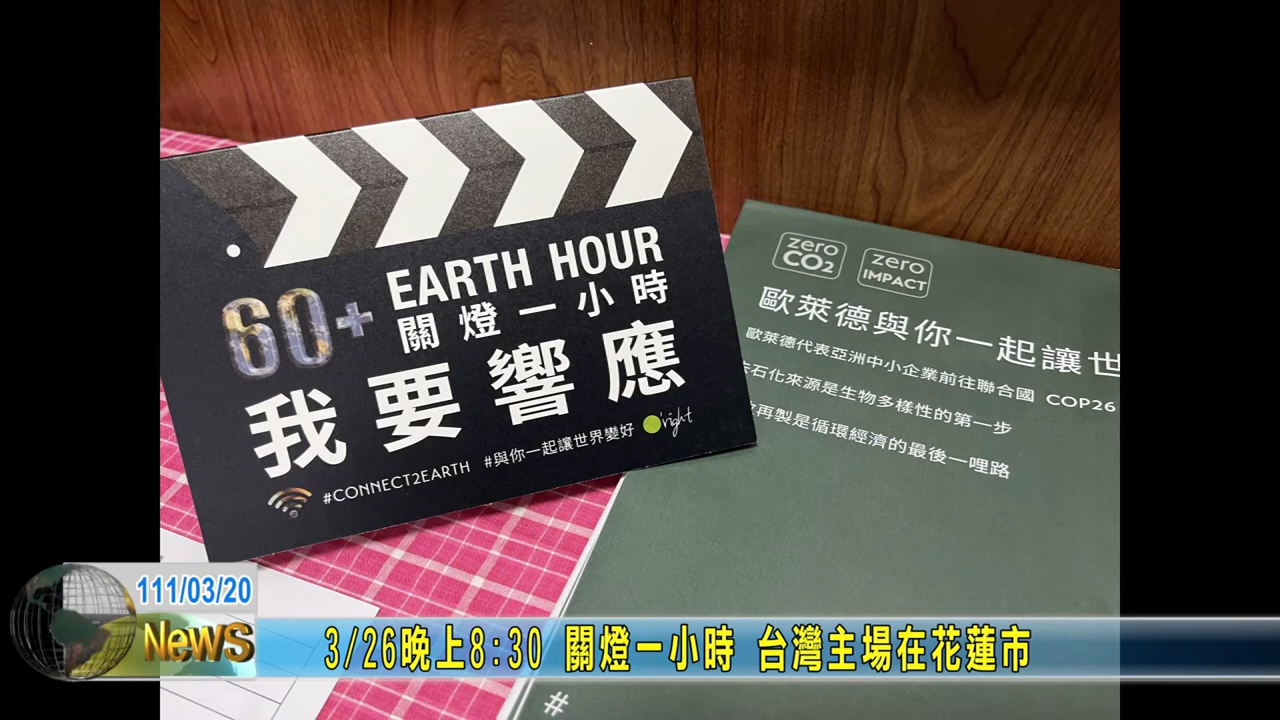 60+
EARTH HOUR
關燈一小時
我要響應
#CONNECT2EARTH #與你一起讓世界變好 O'right
zero CO2
zero IMPACT
歐萊德與你一起讓世
歐萊德代表亞洲中小企業前往聯合國 COP26
石化來源是生物多樣性的第一步
再製是循環經濟的最後一哩路
#
111/03/20
NewS
3/26晚上8:30 關燈一小時 台灣主場在花蓮市